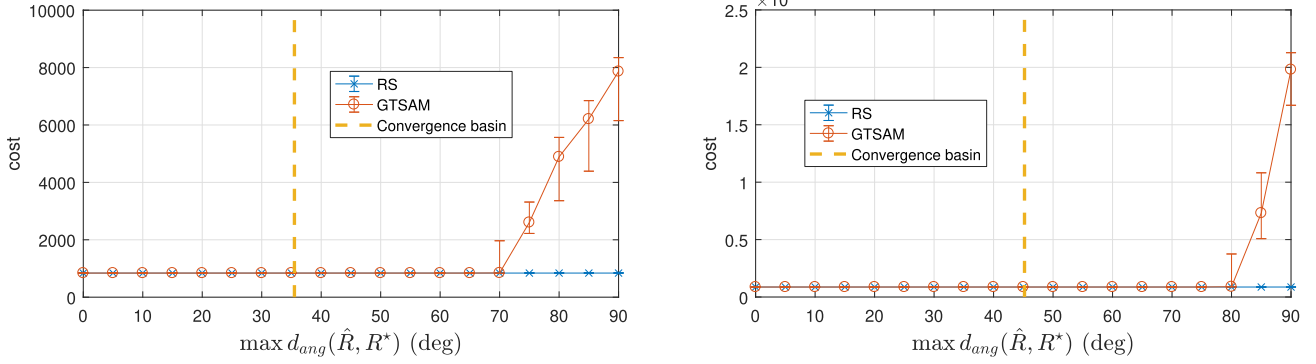 10000
8000
6000
4000
2000
0
cost
RS
GTSAM
Convergence basin
0 10 20 30 40 50 60 70 80 90
max d_ang(R̂, R⋆) (deg)
2.5
2
1.5
1
0.5
0
cost
RS
GTSAM
Convergence basin
0 10 20 30 40 50 60 70 80 90
max d_ang(R̂, R⋆) (deg)